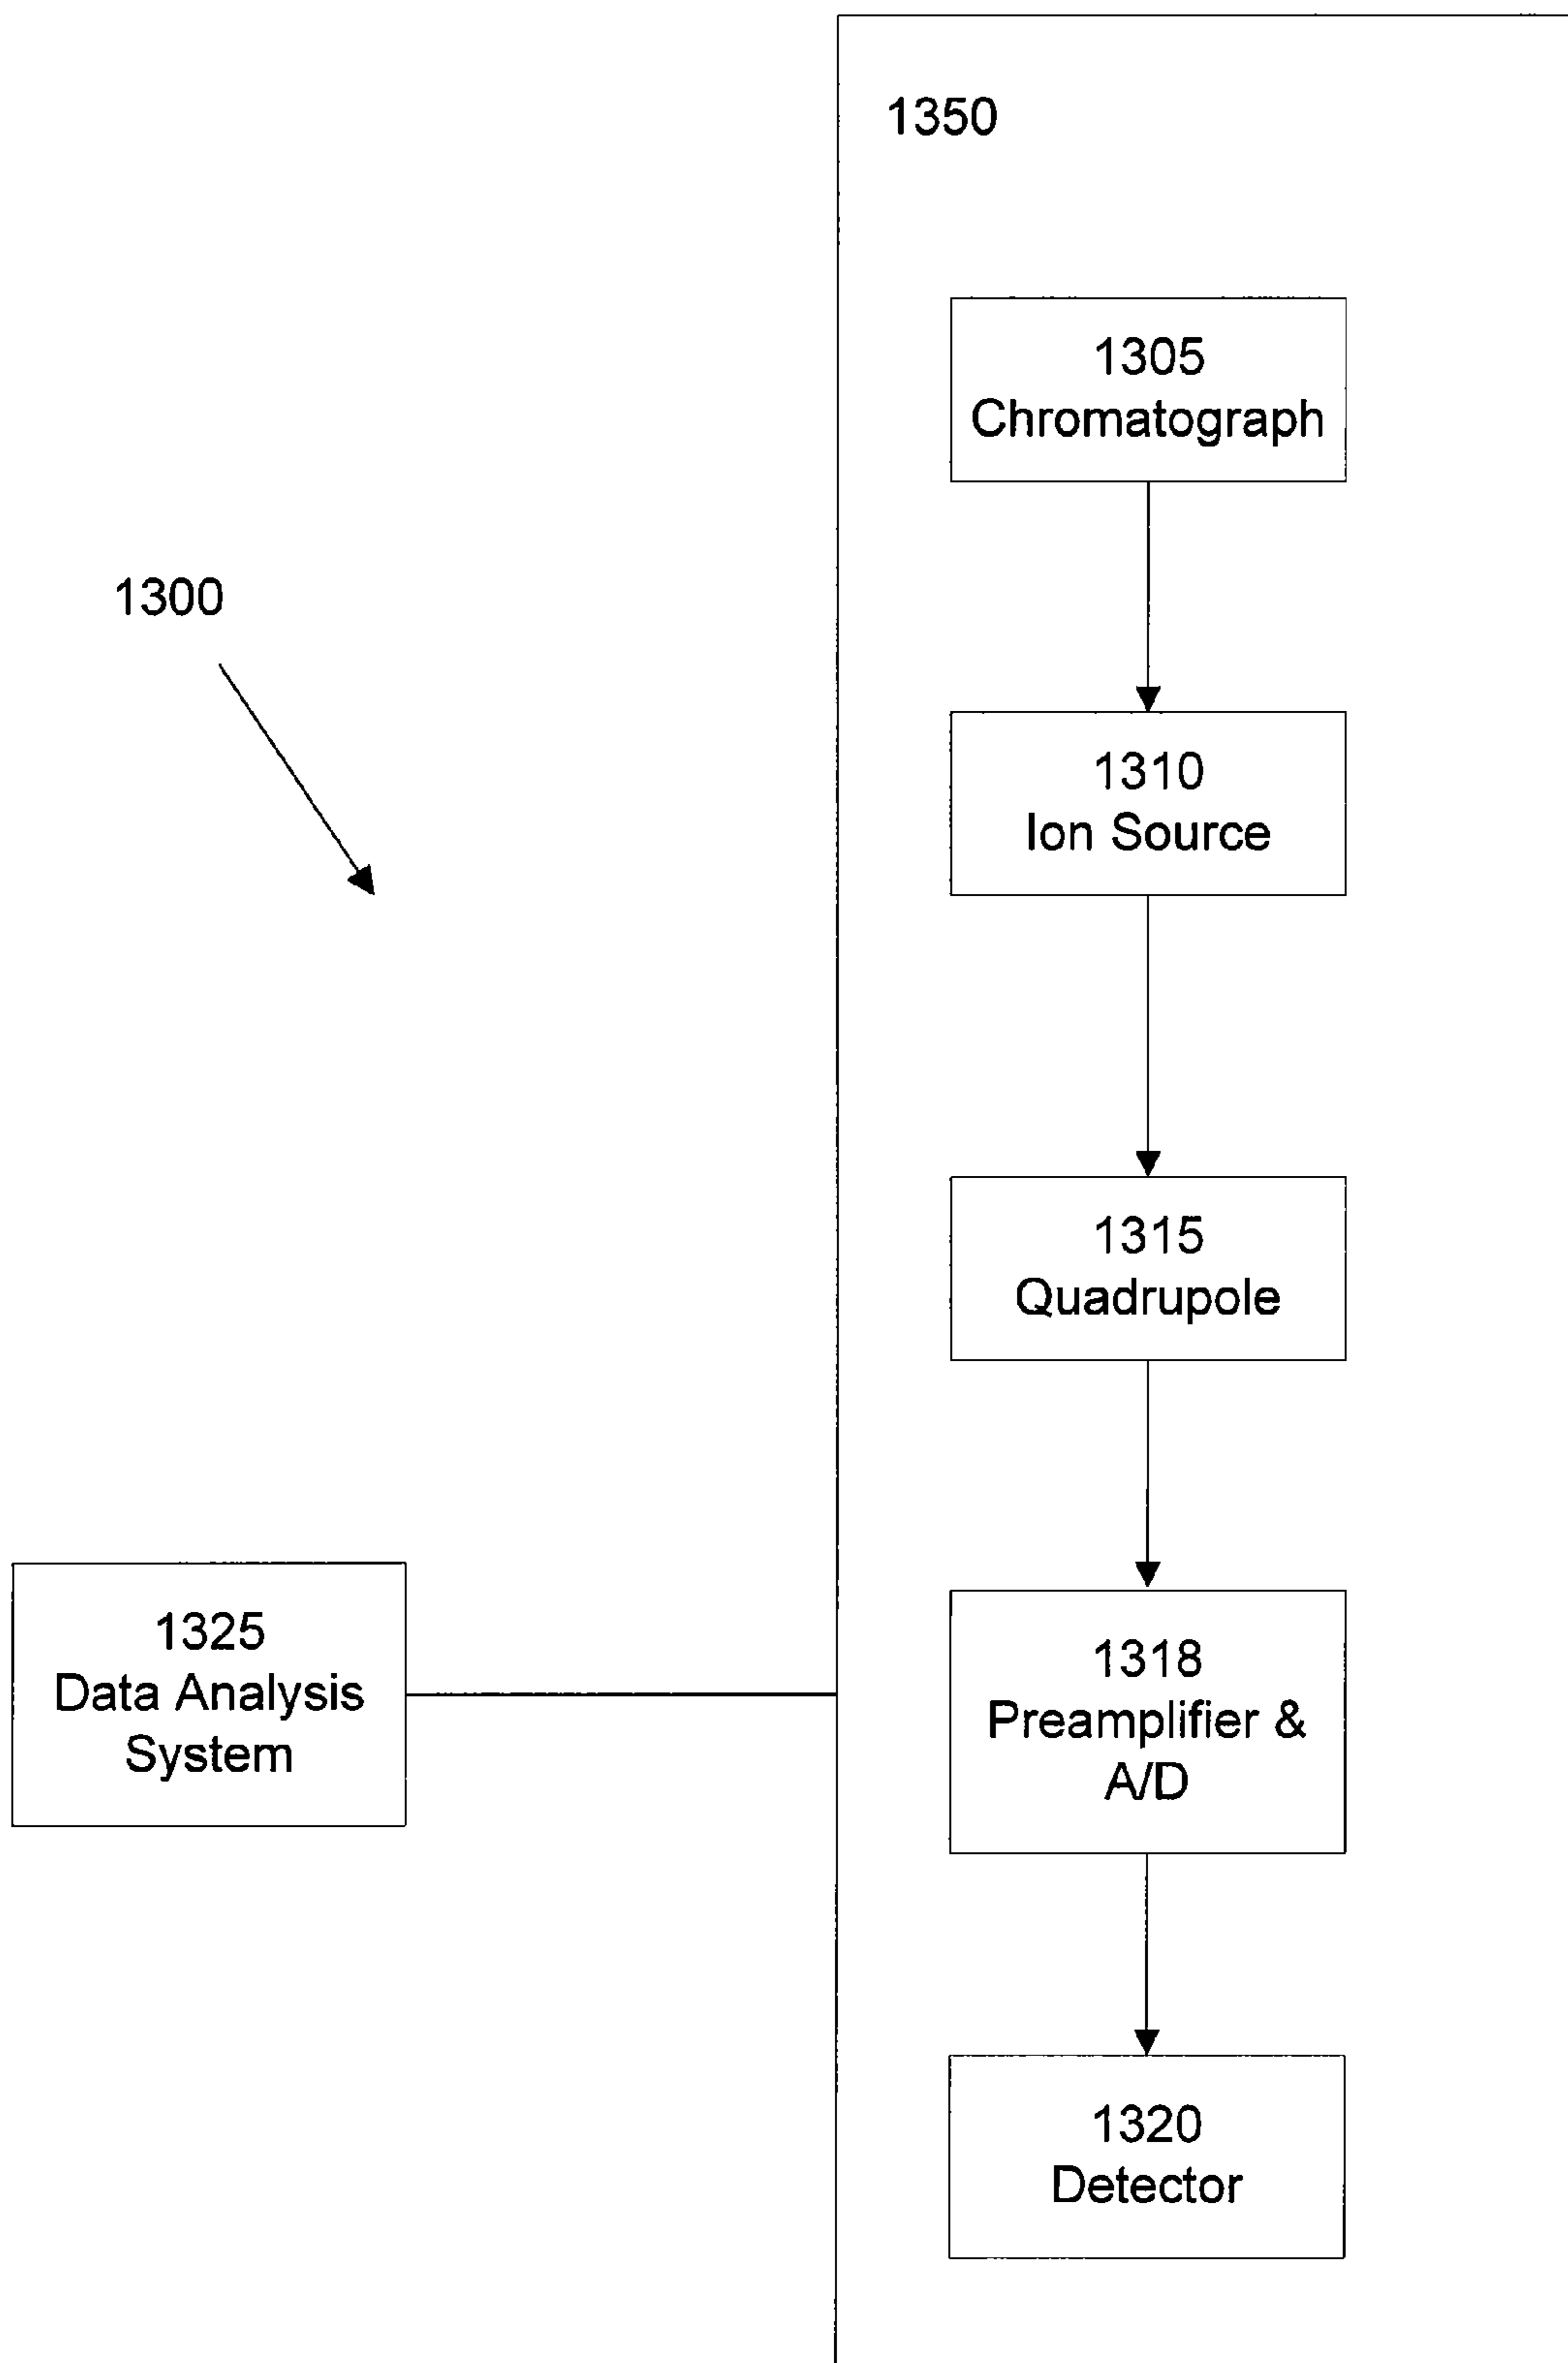 1350
1305
Chromatograph
1300
1310
Ion Source
1315
Quadrupole
1325
Data Analysis
System
1318
Preamplifier &
A/D
1320
Detector